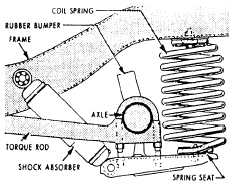 COIL SPRING
RUBBER BUMPER
FRAME
AXLE
TORQUE ROD
SHOCK ABSORBER
SPRING SEAT